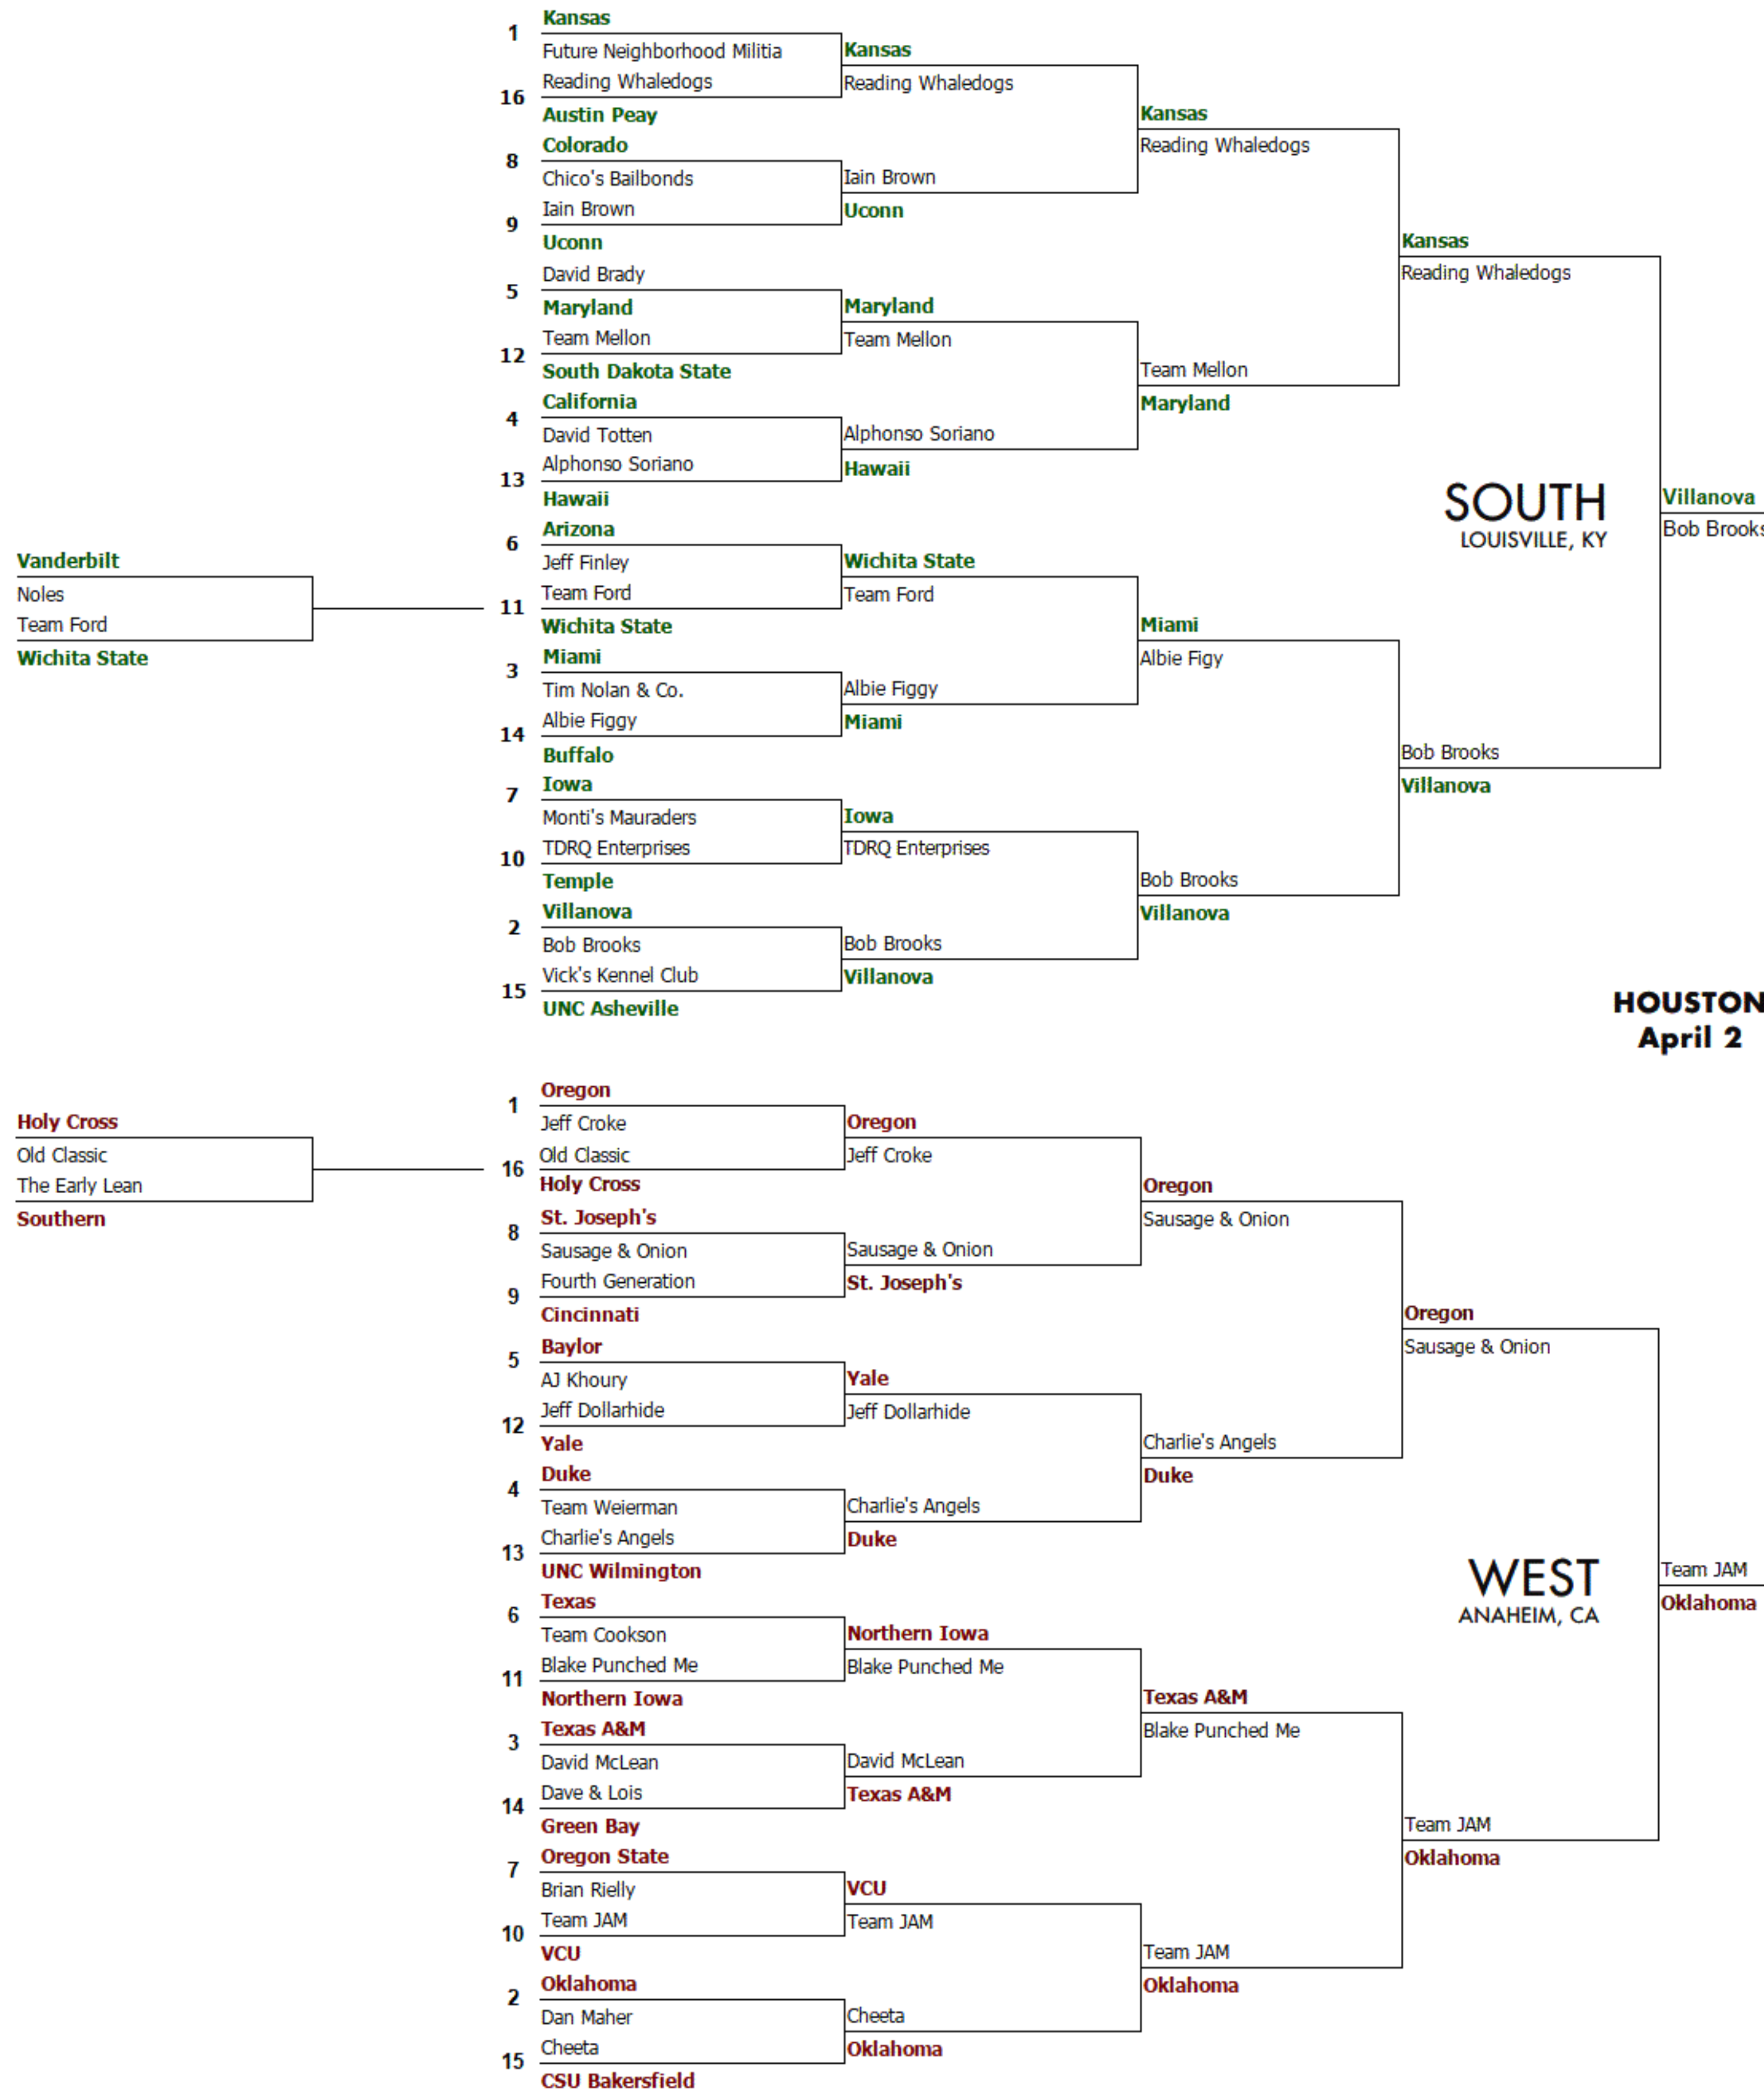 Vanderbilt
Noles
Team Ford
Wichita State
1
Kansas
Future Neighborhood Militia
Reading Whaledogs
16
Austin Peay
8
Colorado
Chico's Bailbonds
Iain Brown
9
Uconn
5
David Brady
Maryland
Team Mellon
12
South Dakota State
4
California
David Totten
Alphonso Soriano
13
Hawaii
6
Arizona
Jeff Finley
Team Ford
11
Wichita State
3
Miami
Tim Nolan & Co.
Albie Figgy
14
Buffalo
7
Iowa
Monti's Mauraders
TDRQ Enterprises
10
Temple
2
Villanova
Bob Brooks
Vick's Kennel Club
15
UNC Asheville
Kansas
Reading Whaledogs
Iain Brown
Uconn
Maryland
Team Mellon
Alphonso Soriano
Hawaii
Wichita State
Team Ford
Albie Figgy
Miami
Iowa
TDRQ Enterprises
Bob Brooks
Villanova
Kansas
Reading Whaledogs
Team Mellon
Maryland
Miami
Albie Figy
Bob Brooks
Villanova
Kansas
Reading Whaledogs
Bob Brooks
Villanova
SOUTH
LOUISVILLE, KY
Villanova
Bob Brooks
HOUSTON
April 2
Holy Cross
Old Classic
The Early Lean
Southern
1
Oregon
Jeff Croke
Old Classic
16
Holy Cross
8
St. Joseph's
Sausage & Onion
Fourth Generation
9
Cincinnati
5
Baylor
AJ Khoury
Jeff Dollarhide
12
Yale
4
Duke
Team Weierman
Charlie's Angels
13
UNC Wilmington
6
Texas
Team Cookson
Blake Punched Me
11
Northern Iowa
3
Texas A&M
David McLean
Dave & Lois
14
Green Bay
7
Oregon State
Brian Rielly
Team JAM
10
VCU
2
Oklahoma
Dan Maher
Cheeta
15
CSU Bakersfield
Oregon
Jeff Croke
Sausage & Onion
St. Joseph's
Yale
Jeff Dollarhide
Charlie's Angels
Duke
Northern Iowa
Blake Punched Me
David McLean
Texas A&M
VCU
Team JAM
Cheeta
Oklahoma
Oregon
Sausage & Onion
Charlie's Angels
Duke
Texas A&M
Blake Punched Me
Team JAM
Oklahoma
Oregon
Sausage & Onion
Team JAM
Oklahoma
WEST
ANAHEIM, CA
Team JAM
Oklahoma